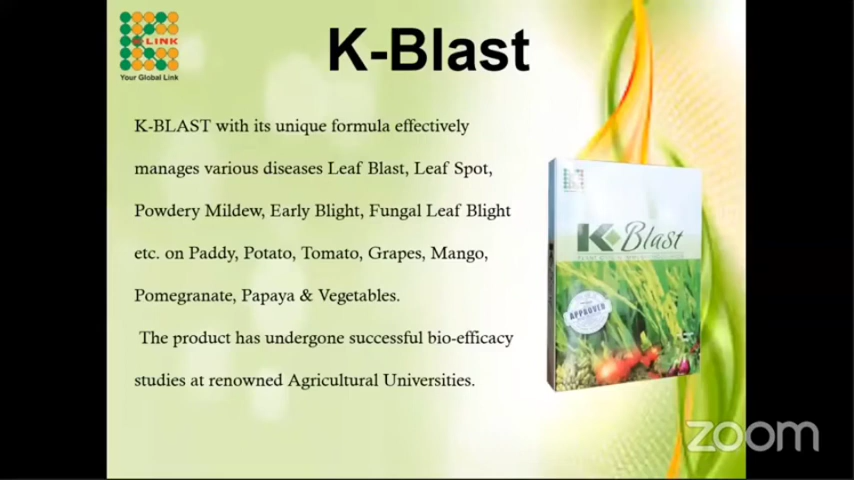 K-LINK
Your Global Link
K-Blast
K-BLAST with its unique formula effectively
manages various diseases Leaf Blast, Leaf Spot,
Powdery Mildew, Early Blight, Fungal Leaf Blight
etc. on Paddy, Potato, Tomato, Grapes, Mango,
Pomegranate, Papaya & Vegetables.
The product has undergone successful bio-efficacy
studies at renowned Agricultural Universities.
K Blast
APPROVED
zoom